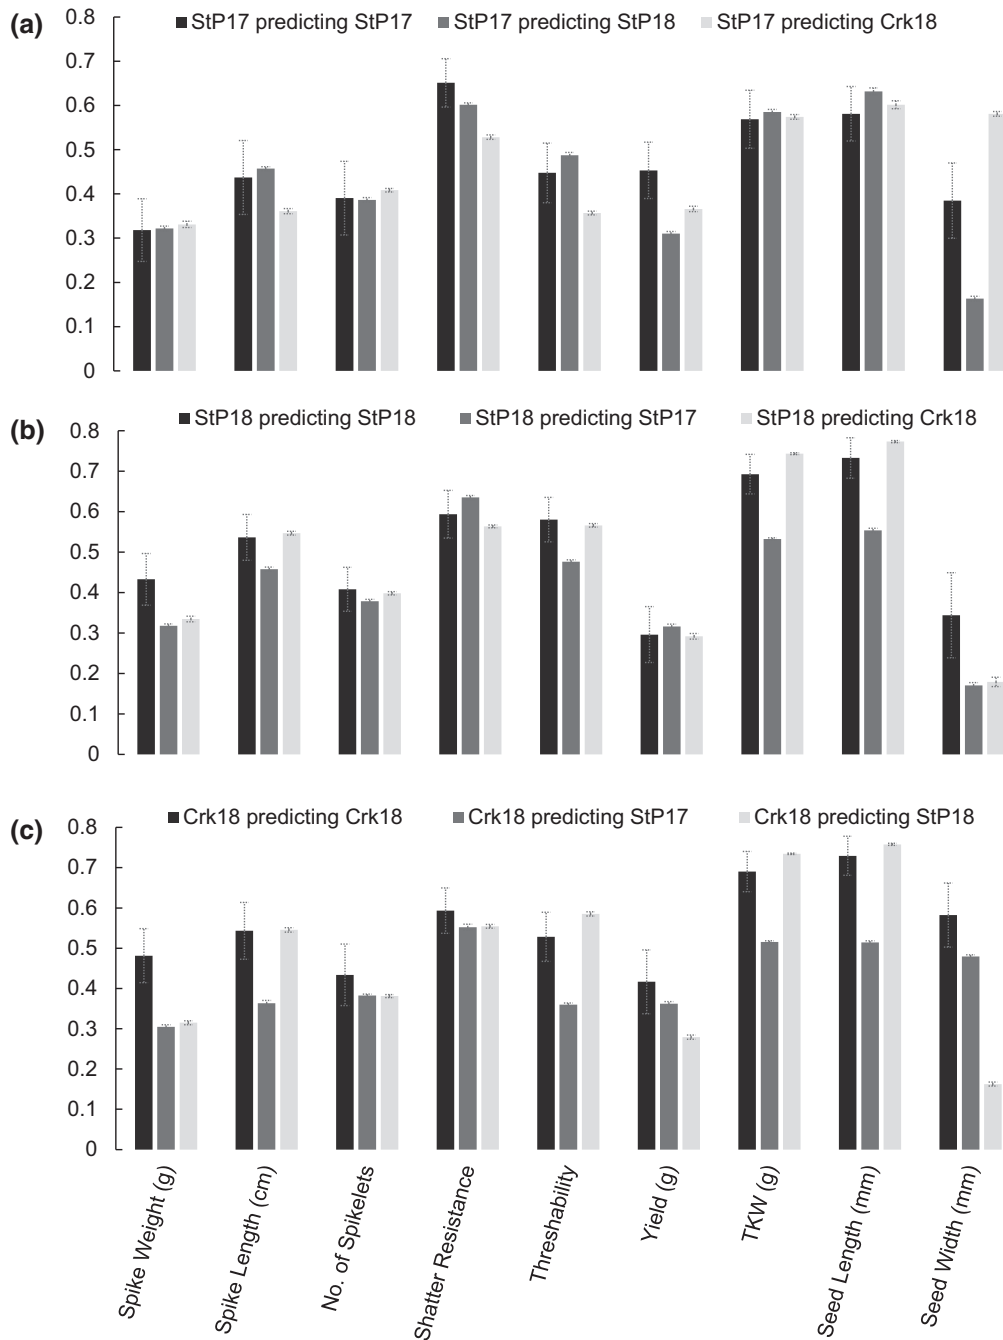 (a)
StP17 predicting StP17 StP17 predicting StP18 StP17 predicting Crk18
0.8
0.7
0.6
0.5
0.4
0.3
0.2
0.1
0
(b)
StP18 predicting StP18 StP18 predicting StP17 StP18 predicting Crk18
0.8
0.7
0.6
0.5
0.4
0.3
0.2
0.1
0
(c)
Crk18 predicting Crk18 Crk18 predicting StP17 Crk18 predicting StP18
0.8
0.7
0.6
0.5
0.4
0.3
0.2
0.1
0
Spike Weight (g)
Spike Length (cm)
No. of Spikelets
Shatter Resistance
Threshability
Yield (g)
TKW (g)
Seed Length (mm)
Seed Width (mm)